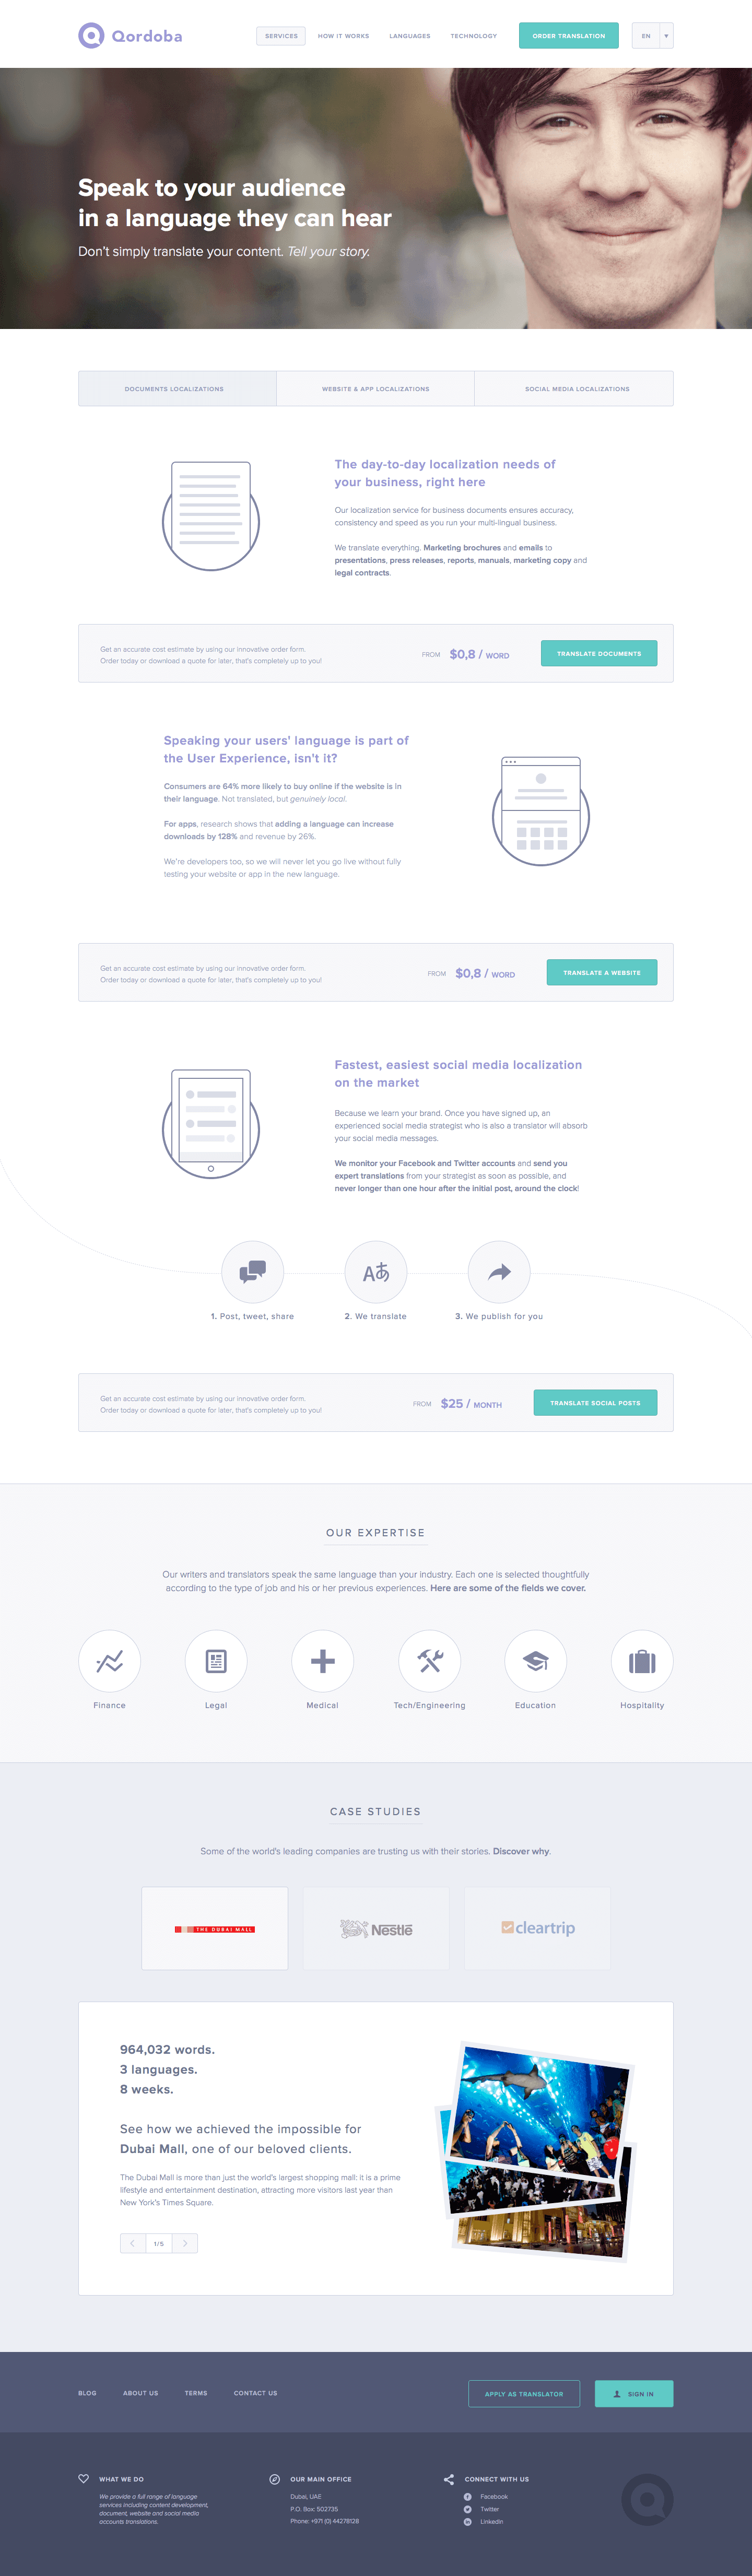 Qordoba
SERVICES
HOW IT WORKS
LANGUAGES
TECHNOLOGY
ORDER TRANSLATION
EN
Speak to your audience
in a language they can hear
Don't simply translate your content. Tell your story.
DOCUMENTS LOCALIZATIONS
WEBSITE & APP LOCALIZATIONS
SOCIAL MEDIA LOCALIZATIONS
The day-to-day localization needs of
your business, right here
Our localization service for business documents ensures accuracy,
consistency and speed as you run your multi-lingual business.
We translate everything. Marketing brochures and emails to
presentations, press releases, reports, manuals, marketing copy and
legal contracts.
Get an accurate cost estimate by using our innovative order form.
Order today or download a quote for later, that's completely up to you!
FROM $0,8 / WORD
TRANSLATE DOCUMENTS
Speaking your users' language is part of
the User Experience, isn't it?
Consumers are 64% more likely to buy online if the website is in
their language. Not translated, but genuinely local.
For apps, research shows that adding a language can increase
downloads by 128% and revenue by 26%.
We're developers too, so we will never let you go live without fully
testing your website or app in the new language.
Get an accurate cost estimate by using our innovative order form.
Order today or download a quote for later, that's completely up to you!
FROM $0,8 / WORD
TRANSLATE A WEBSITE
Fastest, easiest social media localization
on the market
Because we learn your brand. Once you have signed up, an
experienced social media strategist who is also a translator will absorb
your social media messages.
We monitor your Facebook and Twitter accounts and send you
expert translations from your strategist as soon as possible, and
never longer than one hour after the initial post, around the clock!
Aあ
1. Post, tweet, share
2. We translate
3. We publish for you
Get an accurate cost estimate by using our innovative order form.
Order today or download a quote for later, that's completely up to you!
FROM $25 / MONTH
TRANSLATE SOCIAL POSTS
OUR EXPERTISE
Our writers and translators speak the same language than your industry. Each one is selected thoughtfully
according to the type of job and his or her previous experiences. Here are some of the fields we cover.
Finance
Legal
Medical
Tech/Engineering
Education
Hospitality
CASE STUDIES
Some of the world's leading companies are trusting us with their stories. Discover why.
THE DUBAI MALL
Nestlé
cleartrip
964,032 words.
3 languages.
8 weeks.
See how we achieved the impossible for
Dubai Mall, one of our beloved clients.
The Dubai Mall is more than just the world's largest shopping mall: it is a prime
lifestyle and entertainment destination, attracting more visitors last year than
New York's Times Square.
1/5
BLOG
ABOUT US
TERMS
CONTACT US
APPLY AS TRANSLATOR
SIGN IN
WHAT WE DO
We provide a full range of language
services including content development,
document, website and social media
accounts translations.
OUR MAIN OFFICE
Dubai, UAE
P.O. Box: 502735
Phone: +971 (0) 44278128
CONNECT WITH US
Facebook
Twitter
LinkedIn